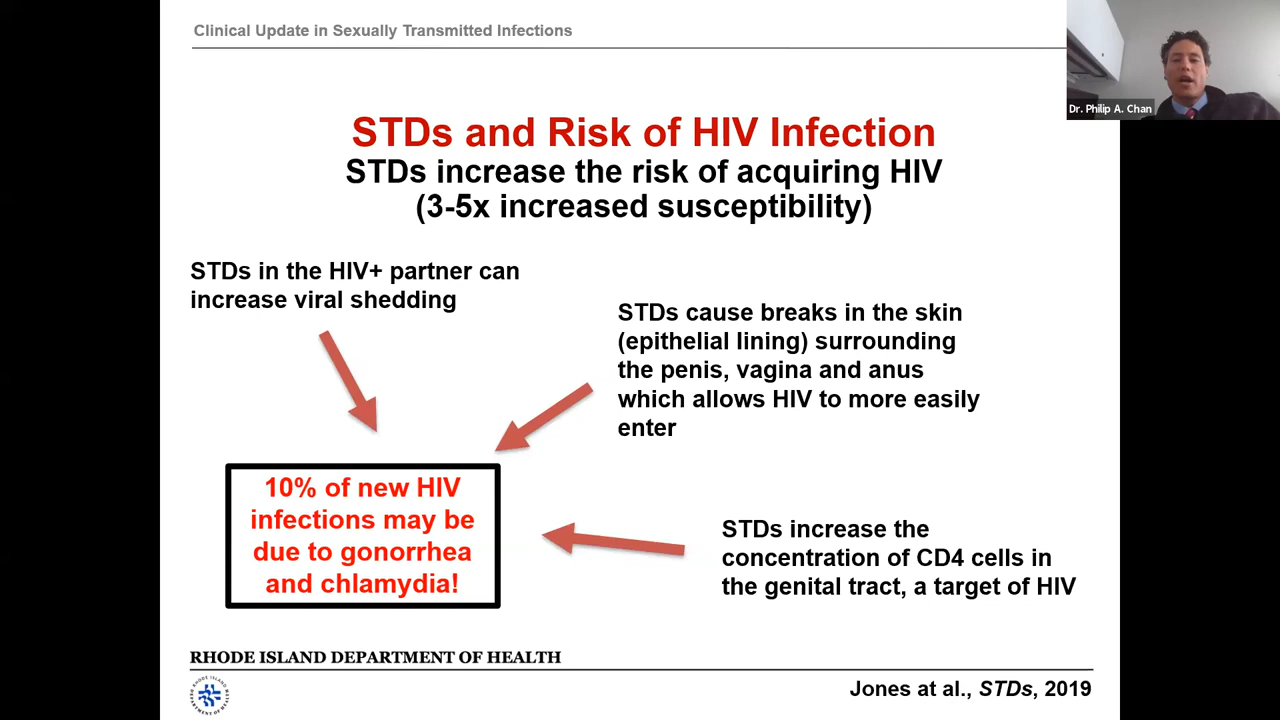 Clinical Update in Sexually Transmitted Infections
Dr. Philip A. Chan
STDs and Risk of HIV Infection
STDs increase the risk of acquiring HIV
(3-5x increased susceptibility)
STDs in the HIV+ partner can
increase viral shedding
STDs cause breaks in the skin
(epithelial lining) surrounding
the penis, vagina and anus
which allows HIV to more easily
enter
10% of new HIV
infections may be
due to gonorrhea
and chlamydia!
STDs increase the
concentration of CD4 cells in
the genital tract, a target of HIV
RHODE ISLAND DEPARTMENT OF HEALTH
Jones at al., STDs, 2019